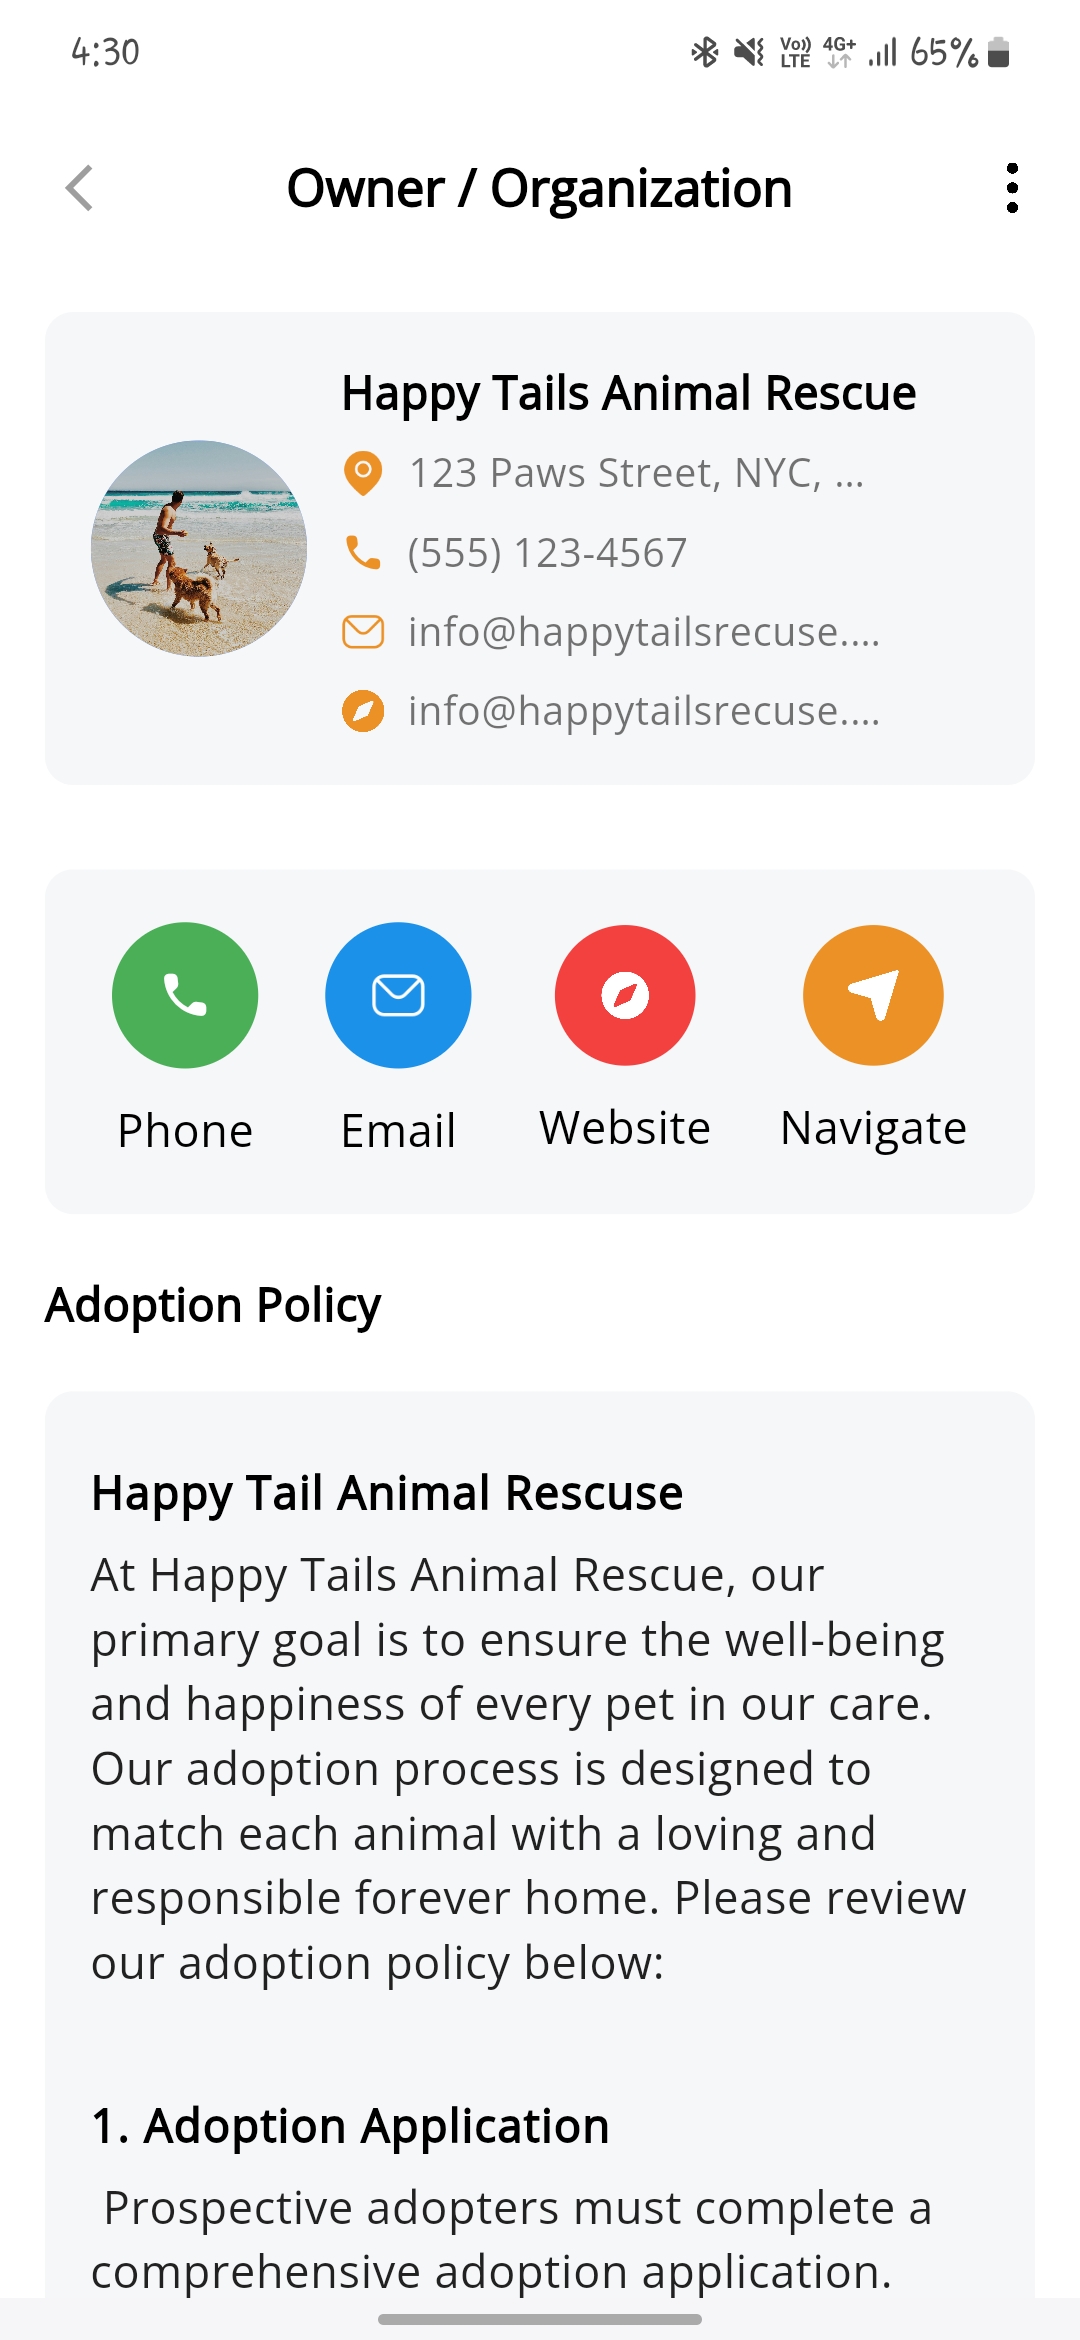 4:30
Vo)) LTE 4G+ 65%
Owner / Organization
Happy Tails Animal Rescue
123 Paws Street, NYC, ...
(555) 123-4567
info@happytailsrecuse....
info@happytailsrecuse....
Phone Email Website Navigate
Adoption Policy
Happy Tail Animal Rescuse
At Happy Tails Animal Rescue, our
primary goal is to ensure the well-being
and happiness of every pet in our care.
Our adoption process is designed to
match each animal with a loving and
responsible forever home. Please review
our adoption policy below:
1. Adoption Application
Prospective adopters must complete a
comprehensive adoption application.